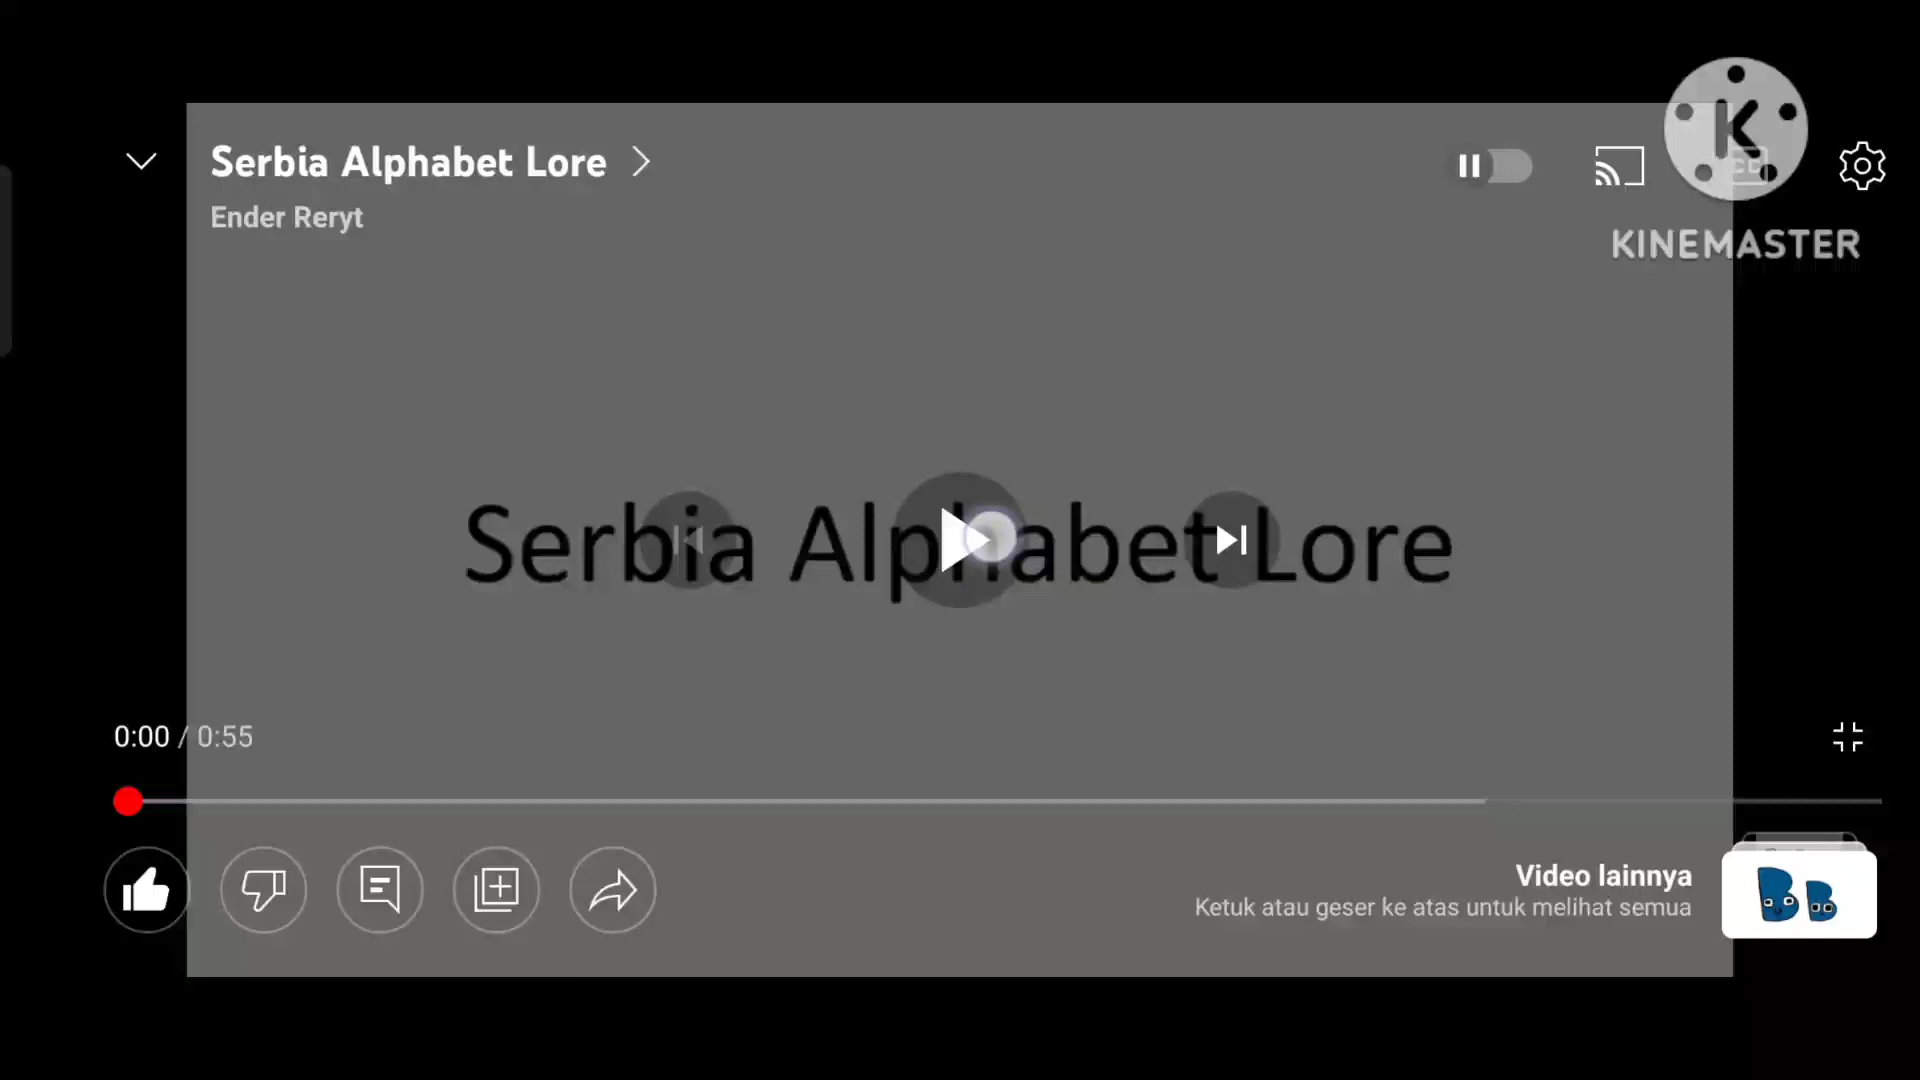 Serbia Alphabet Lore
Ender Reryt
K
KINEMASTER
Serbia Alphabet Lore
0:00 / 0:55
Video lainnya
Ketuk atau geser ke atas untuk melihat semua
B B